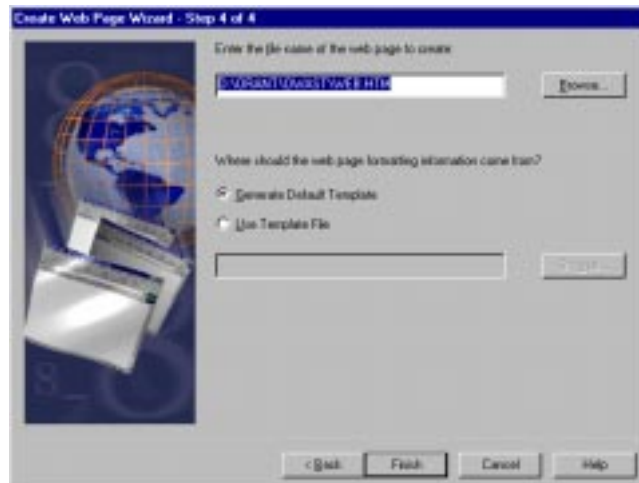 Create Web Page Wizard - Step 4 of 4
Enter the file name of the web page to create:
Browse...
Where should the web page formatting information come from?
Generate Default Template
Use Template File
< Back
Finish
Cancel
Help